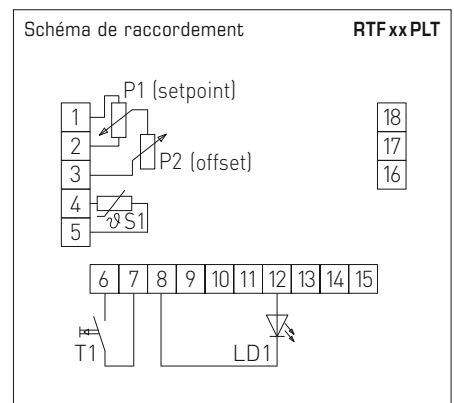 Schéma de raccordement RTF xx PLT
P1 (setpoint)
1
2
3
P2 (offset)
4
5
ϑ S1
18
17
16
6 7 8 9 10 11 12 13 14 15
T1 LD1